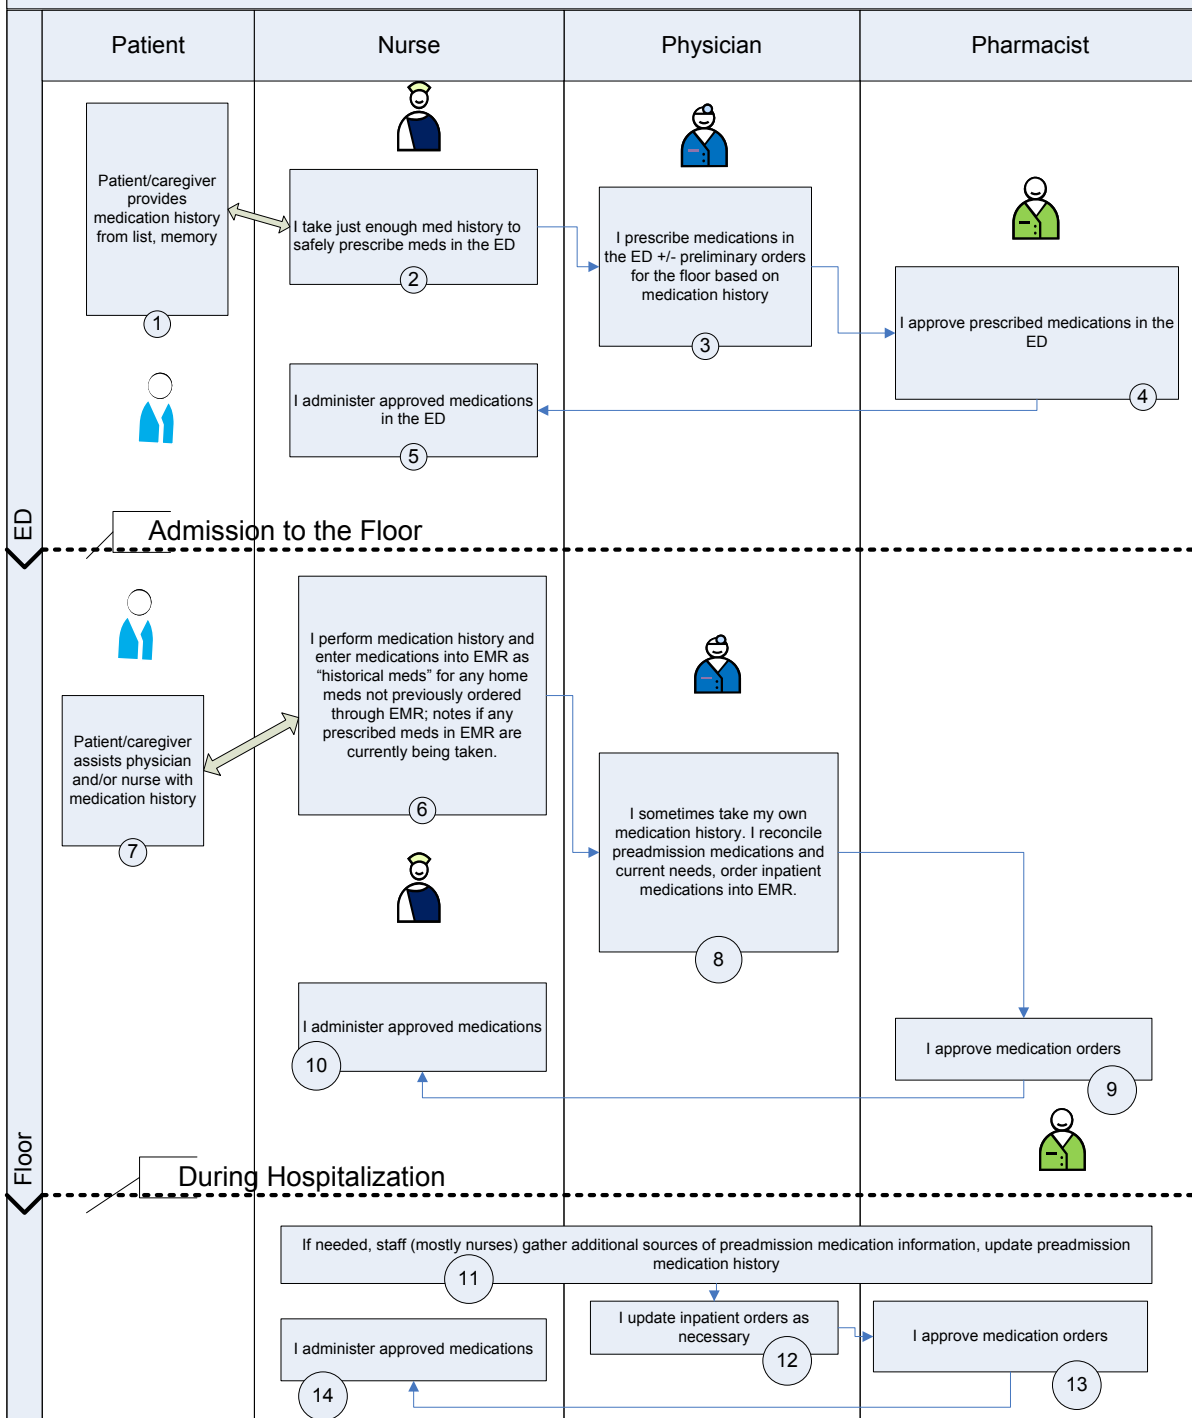 Patient
Nurse
Physician
Pharmacist
Patient/caregiver
provides
medication history
from list, memory
1
I take just enough med history to
safely prescribe meds in the ED
2
I prescribe medications in
the ED +/- preliminary orders
for the floor based on
medication history
3
I approve prescribed medications in the
ED
4
I administer approved medications
in the ED
5
ED
Admission to the Floor
I perform medication history and
enter medications into EMR as
“historical meds” for any home
meds not previously ordered
through EMR; notes if any
prescribed meds in EMR are
currently being taken.
6
Patient/caregiver
assists physician
and/or nurse with
medication history
7
I sometimes take my own
medication history. I reconcile
preadmission medications and
current needs, order inpatient
medications into EMR.
8
I approve medication orders
9
I administer approved medications
10
Floor
During Hospitalization
If needed, staff (mostly nurses) gather additional sources of preadmission medication information, update preadmission
medication history
11
I update inpatient orders as
necessary
12
I approve medication orders
13
I administer approved medications
14